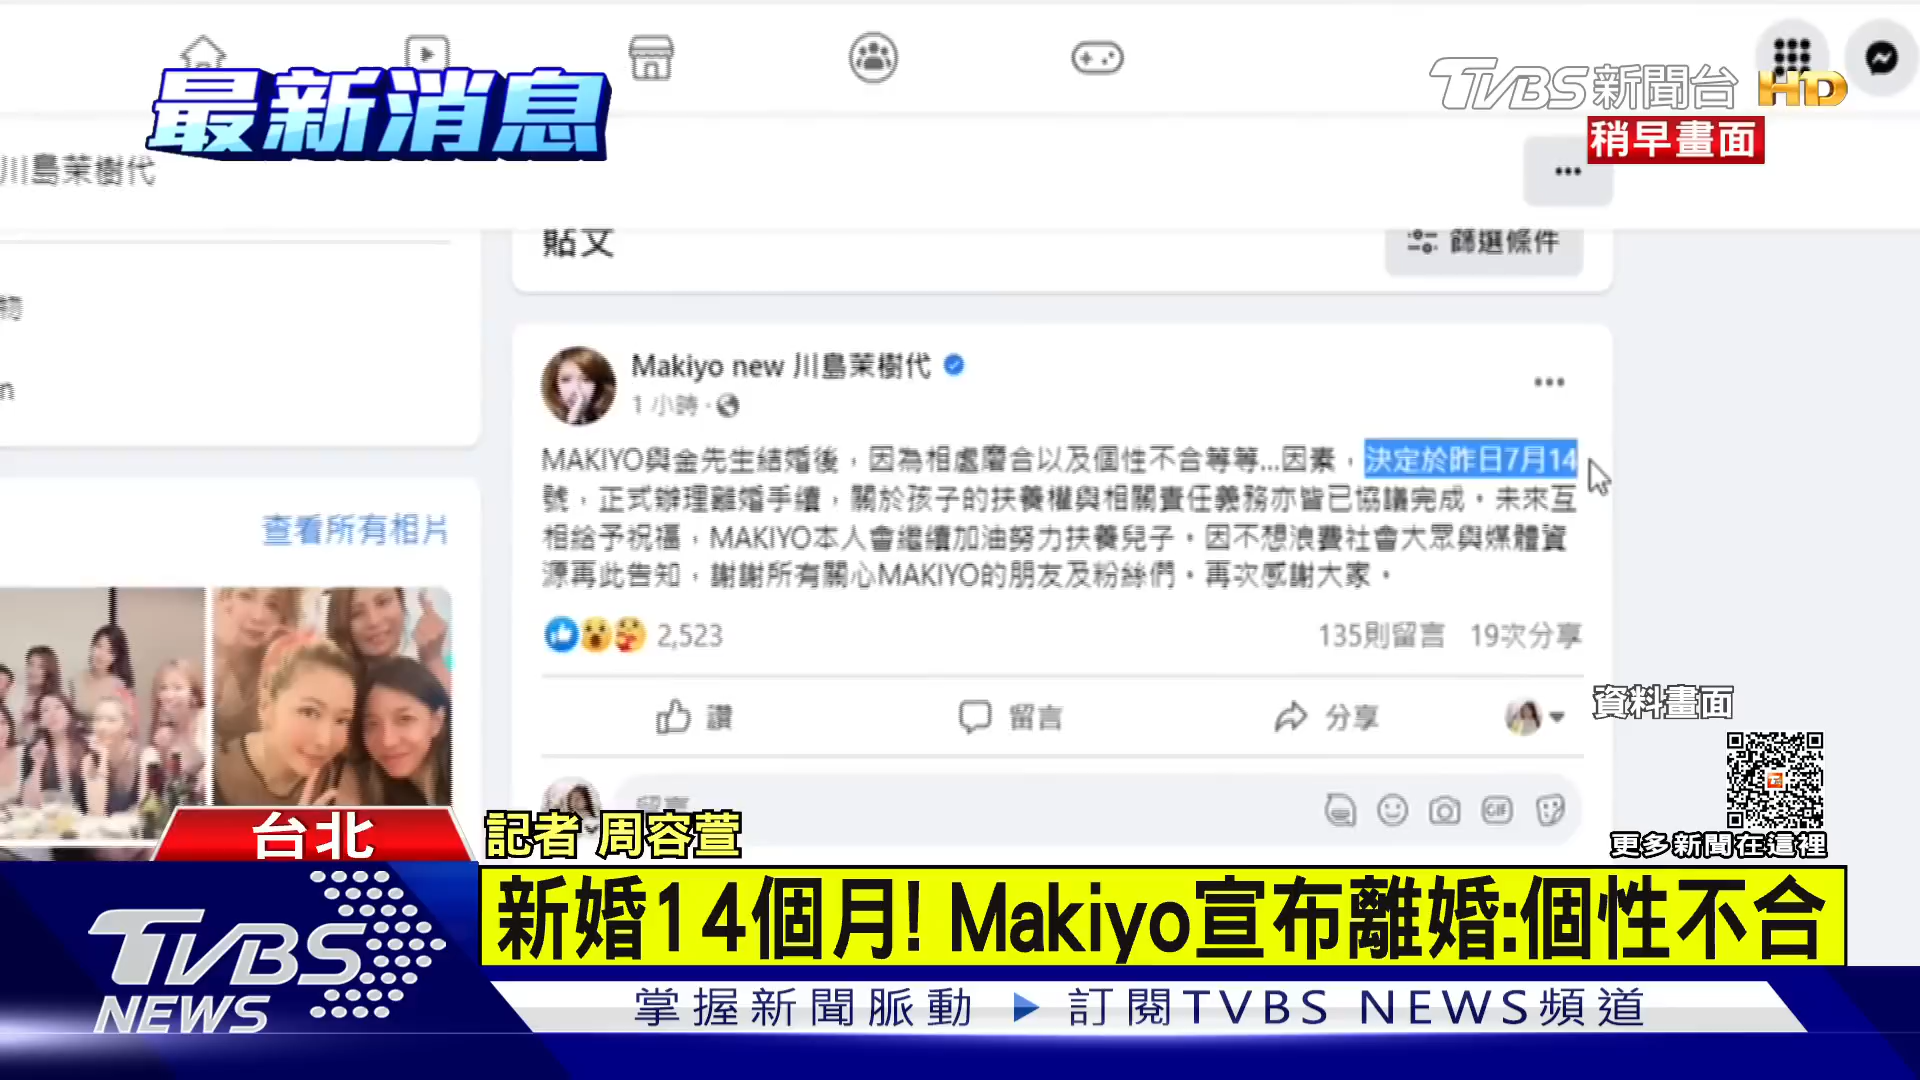 最新消息
TVBS新聞台 HD
稍早畫面
川島茉樹代
貼文
篩選條件
Makiyo new 川島茉樹代
1 小時
MAKIYO與金先生結婚後，因為相處磨合以及個性不合等等...因素，決定於昨日7月14
號，正式辦理離婚手續，關於孩子的扶養權與相關責任義務亦皆已協議完成。未來互
相給予祝福，MAKIYO本人會繼續加油努力扶養兒子。因不想浪費社會大眾與媒體資
源再此告知，謝謝所有關心MAKIYO的朋友及粉絲們。再次感謝大家。
查看所有相片
2,523
135則留言 19次分享
讚
留言
分享
資料畫面
留言
GIF
更多新聞在這裡
台北
記者 周容萱
新婚14個月! Makiyo宣布離婚:個性不合
TVBS
NEWS
掌握新聞脈動 ▶ 訂閱TVBS NEWS頻道